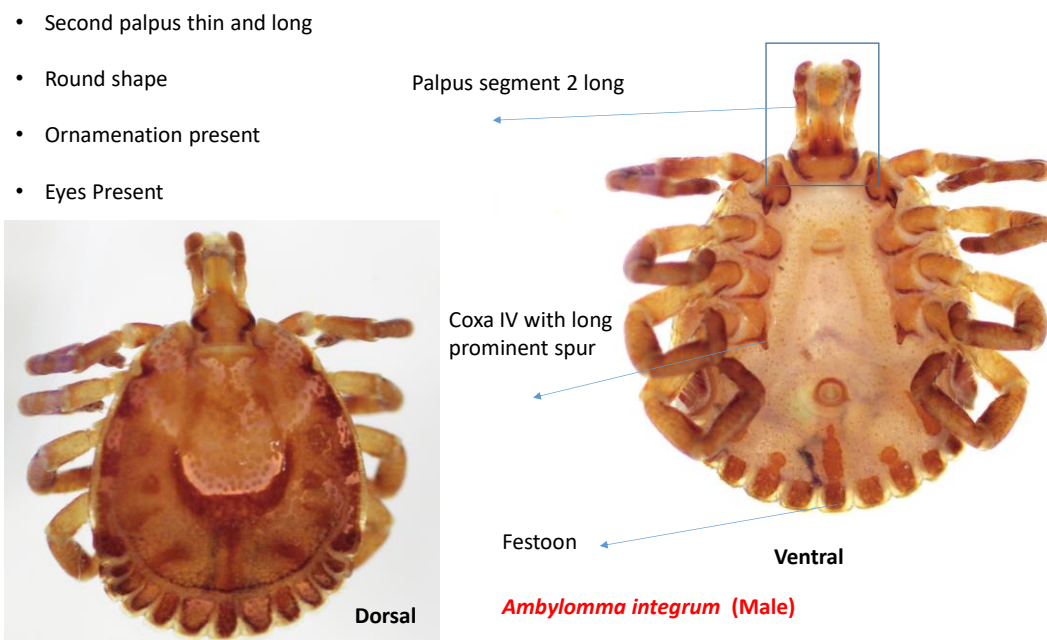 • Second palpus thin and long
• Round shape
• Ornamenation present
• Eyes Present
Palpus segment 2 long
Coxa IV with long
prominent spur
Festoon
Ventral
Dorsal
Ambylomma integrum (Male)